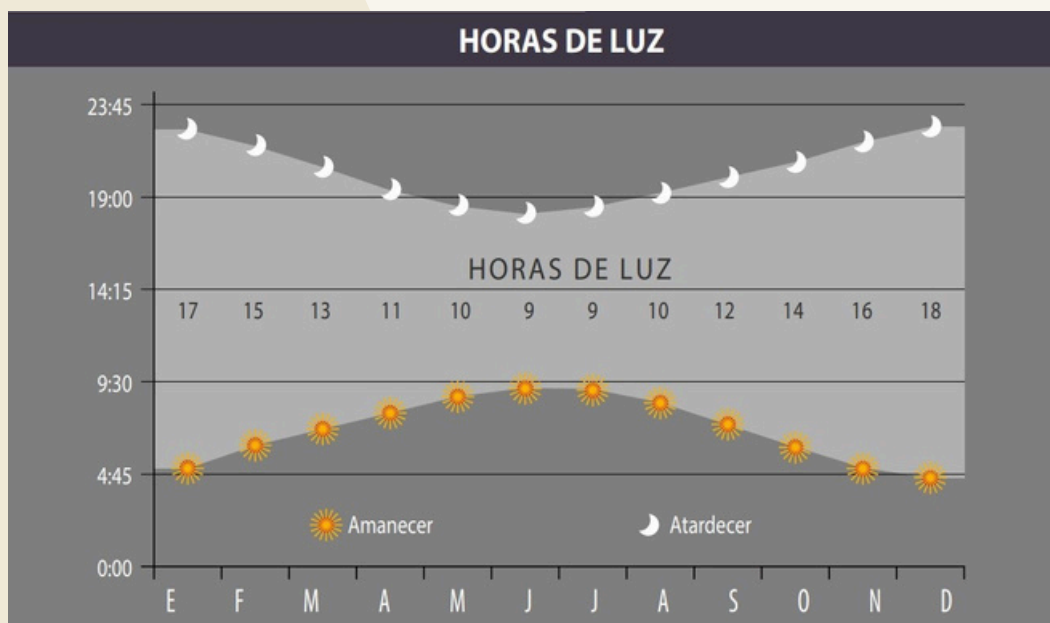 HORAS DE LUZ
23:45
19:00
HORAS DE LUZ
14:15
17 15 13 11 10 9 9 10 12 14 16 18
9:30
4:45
Amanecer Atardecer
0:00
E F M A M J J A S O N D